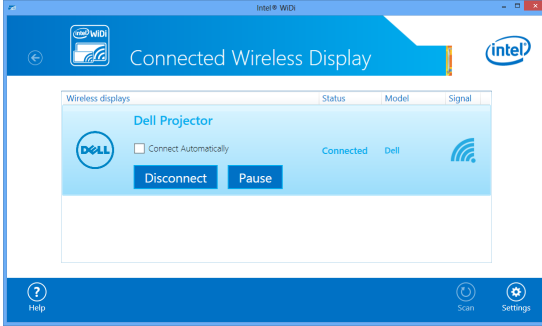 Intel® WiDi
intel WiDi
Connected Wireless Display
intel®
Wireless displays Status Model Signal
Dell Projector
DELL
Connect Automatically
Connected Dell
Disconnect Pause
Help Scan Settings